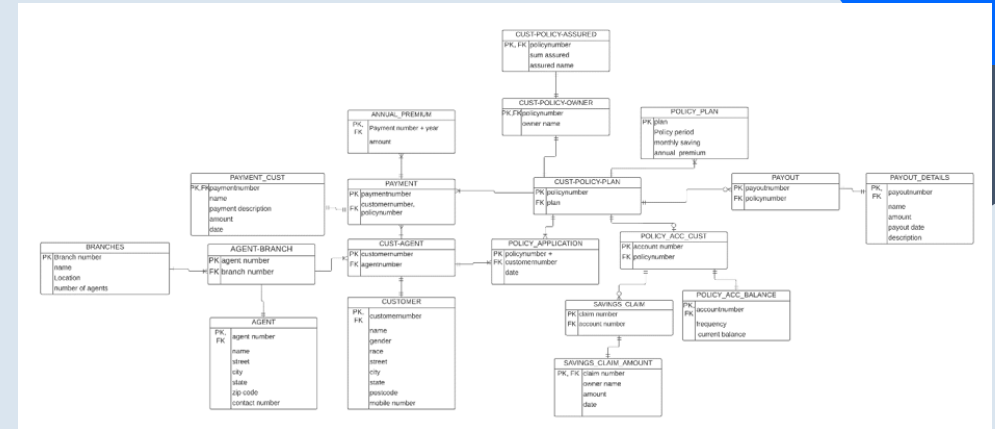 CUST-POLICY-ASSURED
PK, FK policynumber
sum assured
assured name
CUST-POLICY-OWNER
PK,FK policynumber
owner name
POLICY_PLAN
PK plan
Policy period
monthly saving
annual premium
ANNUAL_PREMIUM
PK, FK Payment number + year
amount
PAYMENT_CUST
PK,FK paymentnumber
name
payment description
amount
date
PAYMENT
PK paymentnumber
FK customernumber, policynumber
CUST-POLICY-PLAN
PK policynumber
FK plan
PAYOUT
PK payoutnumber
FK policynumber
PAYOUT_DETAILS
PK, FK payoutnumber
name
amount
payout date
description
BRANCHES
PK Branch number
name
Location
number of agents
AGENT-BRANCH
PK agent number
FK branch number
CUST-AGENT
PK customernumber
FK agentnumber
POLICY_APPLICATION
PK policynumber +
FK customernumber
date
POLICY_ACC_CUST
PK account number
FK policynumber
AGENT
PK, FK agent number
name
street
city
state
zip code
contact number
CUSTOMER
PK, FK customernumber
name
gender
race
street
city
state
postcode
mobile number
SAVINGS_CLAIM
PK claim number
FK account number
POLICY_ACC_BALANCE
PK, FK accountnumber
frequency
current balance
SAVINGS_CLAIM_AMOUNT
PK, FK claim number
owner name
amount
date